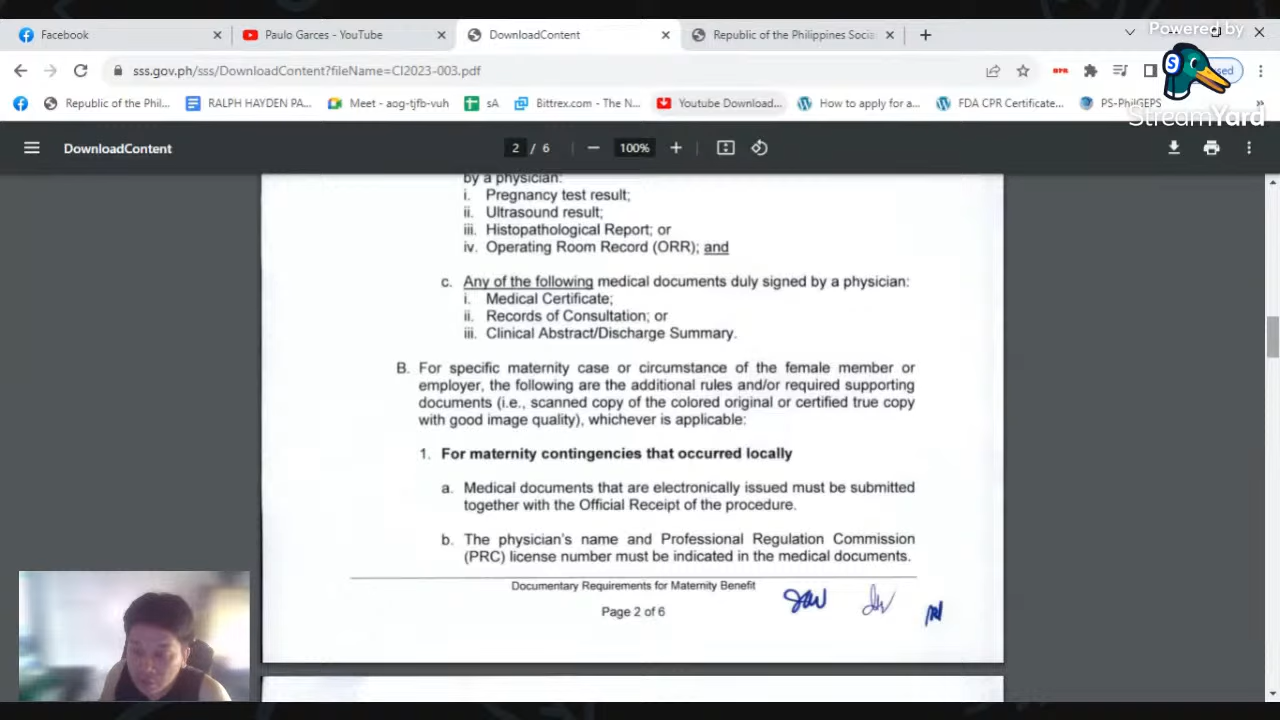 Powered by
Facebook
Paulo Garces - YouTube
DownloadContent
Republic of the Philippines Socia
sss.gov.ph/sss/DownloadContent?fileName=CI2023-003.pdf
Republic of the Phil...
RALPH HAYDEN PA...
Meet - aog-tjfb-vuh
sA
Bittrex.com - The N...
Youtube Download...
How to apply for a...
FDA CPR Certificate...
PS-PhilGEPS
StreamYard
DownloadContent
2 / 6
100%
by a physician:
i. Pregnancy test result;
ii. Ultrasound result;
iii. Histopathological Report; or
iv. Operating Room Record (ORR); and
c. Any of the following medical documents duly signed by a physician:
i. Medical Certificate;
ii. Records of Consultation; or
iii. Clinical Abstract/Discharge Summary.
B. For specific maternity case or circumstance of the female member or
employer, the following are the additional rules and/or required supporting
documents (i.e., scanned copy of the colored original or certified true copy
with good image quality), whichever is applicable:
1. For maternity contingencies that occurred locally
a. Medical documents that are electronically issued must be submitted
together with the Official Receipt of the procedure.
b. The physician's name and Professional Regulation Commission
(PRC) license number must be indicated in the medical documents.
Documentary Requirements for Maternity Benefit
Page 2 of 6